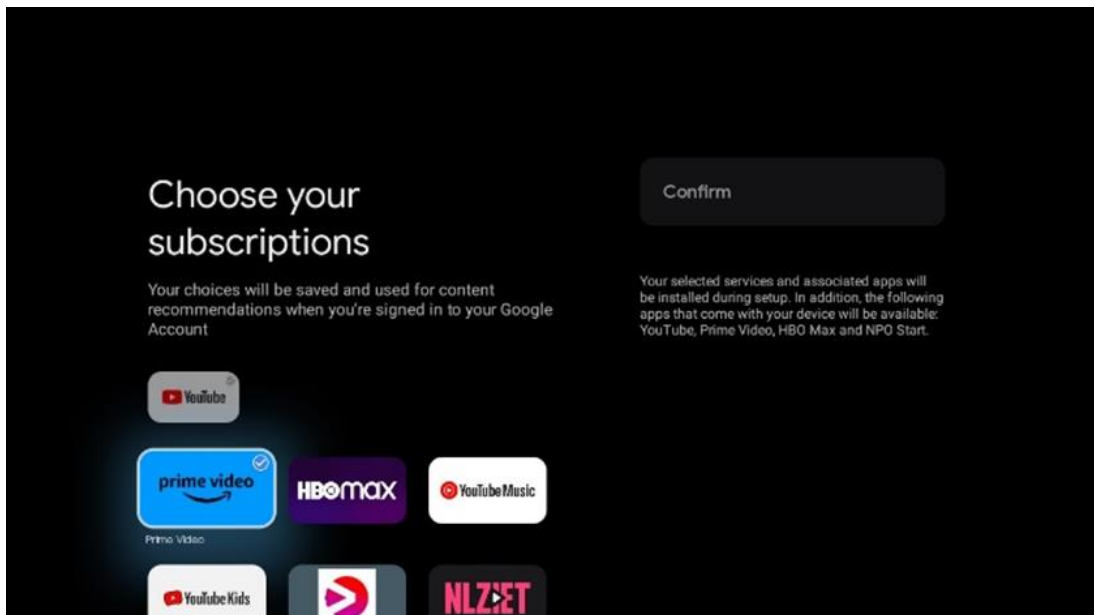 Choose your
subscriptions
Your choices will be saved and used for content
recommendations when you're signed in to your Google
Account
YouTube
prime video
HBOmax
YouTube Music
Prime Video
YouTube Kids
NLZIET
Confirm
Your selected services and associated apps will
be installed during setup. In addition, the following
apps that come with your device will be available:
YouTube, Prime Video, HBO Max and NPO Start.